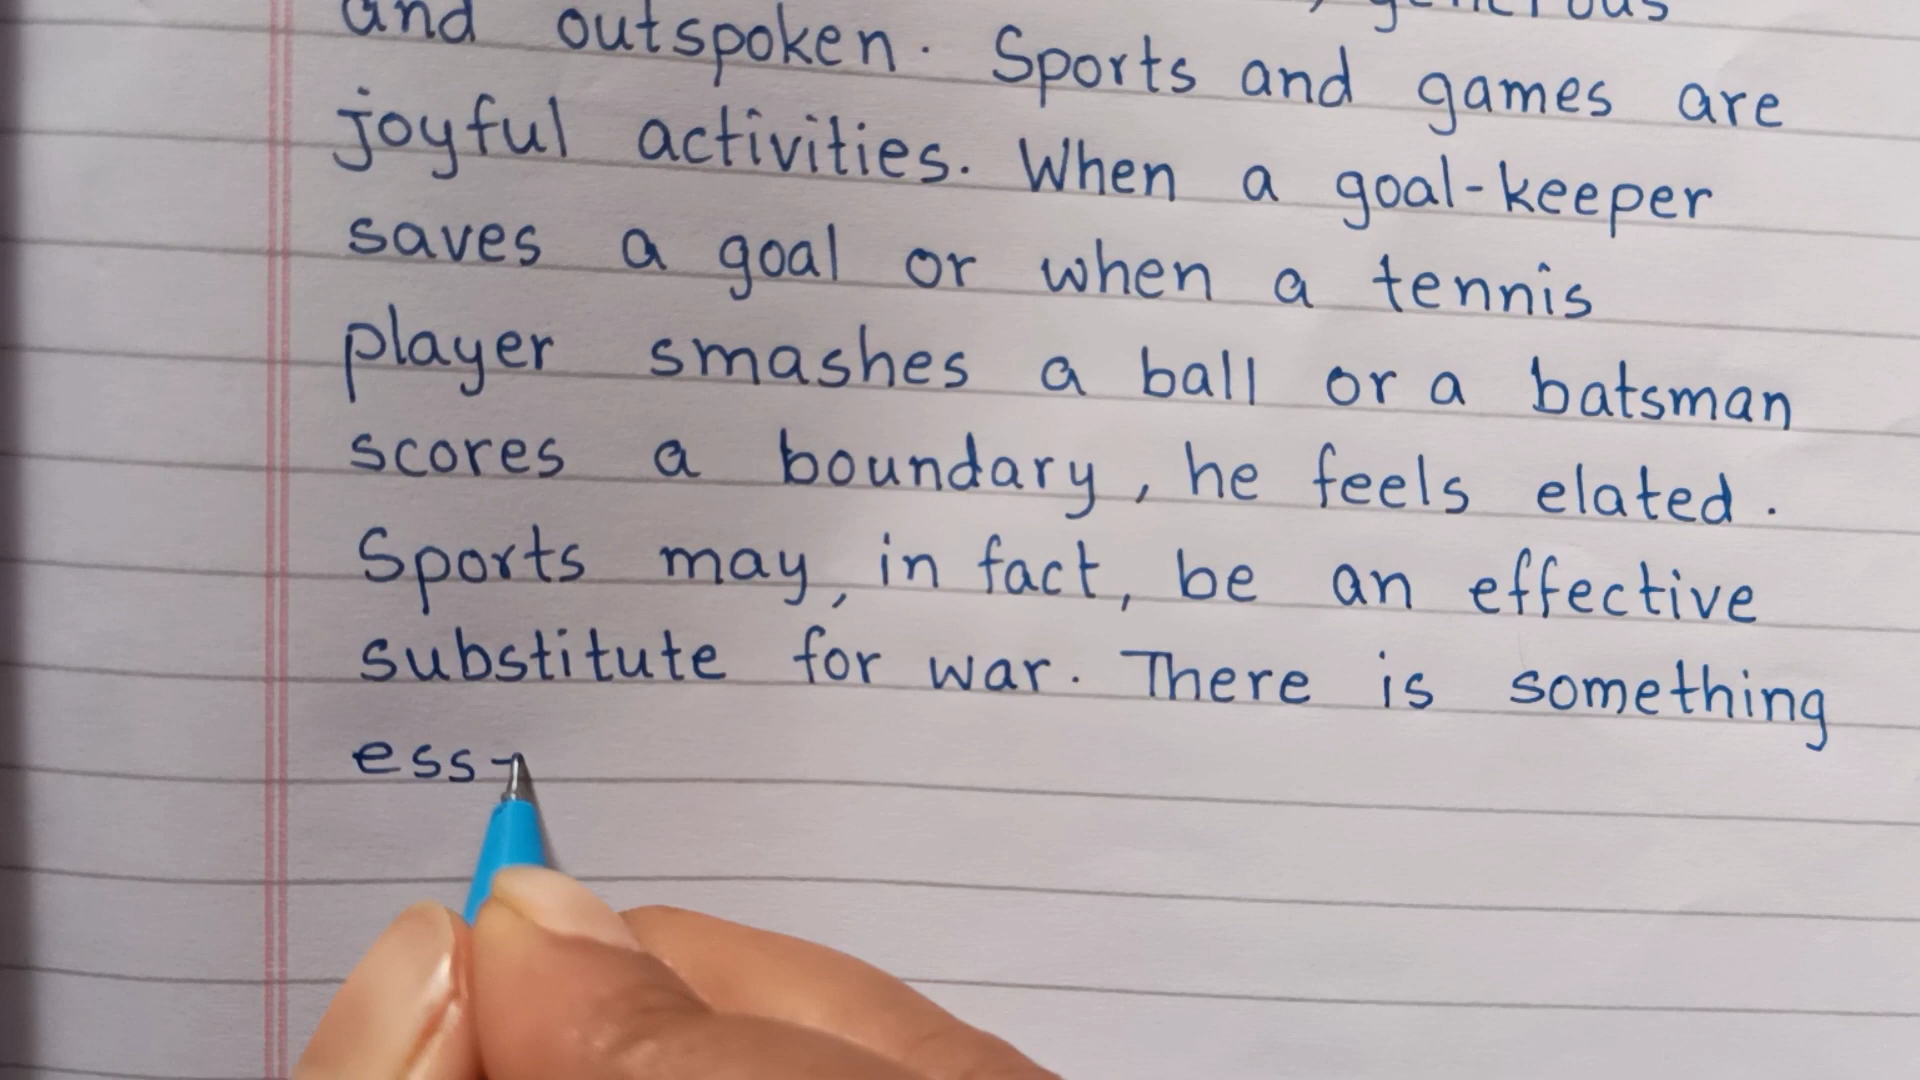 generous
and outspoken. Sports and games are
joyful activities. When a goal-keeper
saves a goal or when a tennis
player smashes a ball or a batsman
scores a boundary, he feels elated.
Sports may, in fact, be an effective
substitute for war. There is something
ess